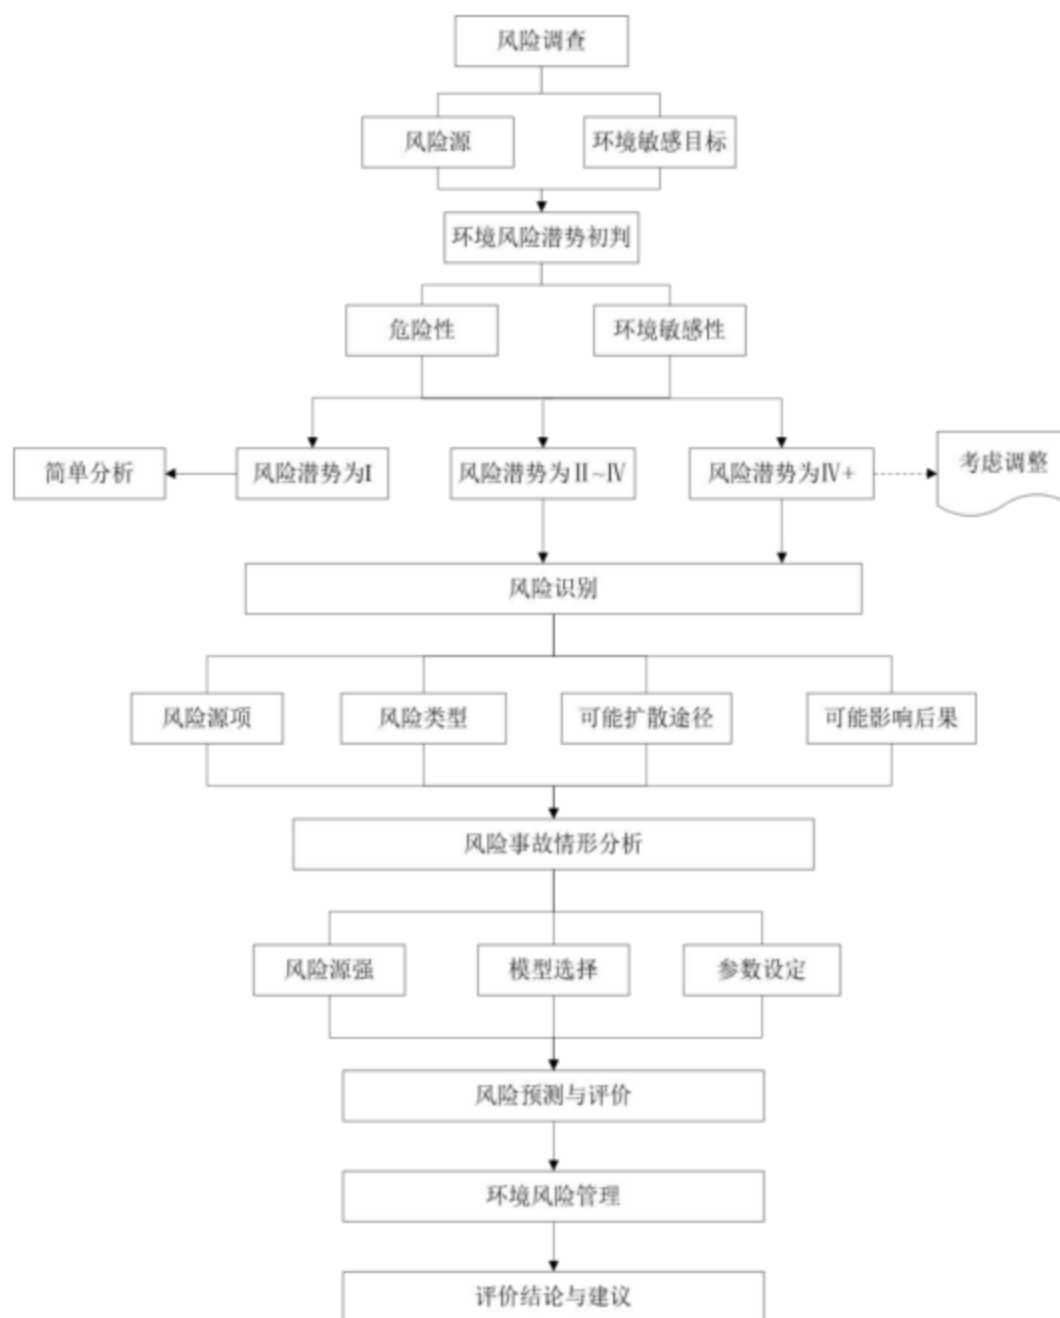 风险调查
风险源
环境敏感目标
环境风险潜势初判
危险性
环境敏感性
简单分析
风险潜势为Ⅰ
风险潜势为Ⅱ~Ⅳ
风险潜势为Ⅳ+
考虑调整
风险识别
风险源项
风险类型
可能扩散途径
可能影响后果
风险事故情形分析
风险源强
模型选择
参数设定
风险预测与评价
环境风险管理
评价结论与建议